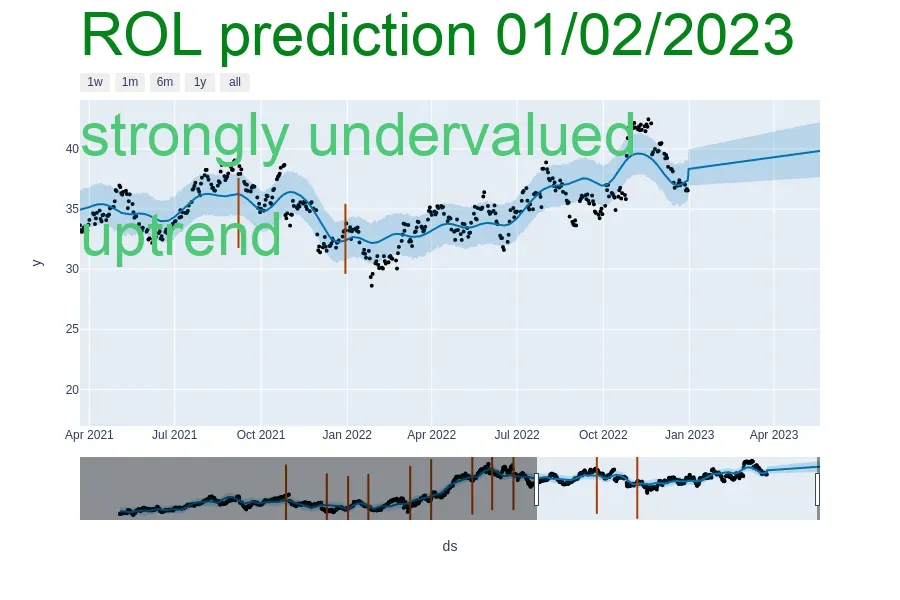 ROL prediction 01/02/2023
1w 1m 6m 1y all
strongly undervalued
uptrend
40
35
30
25
20
y
Apr 2021 Jul 2021 Oct 2021 Jan 2022 Apr 2022 Jul 2022 Oct 2022 Jan 2023 Apr 2023
ds